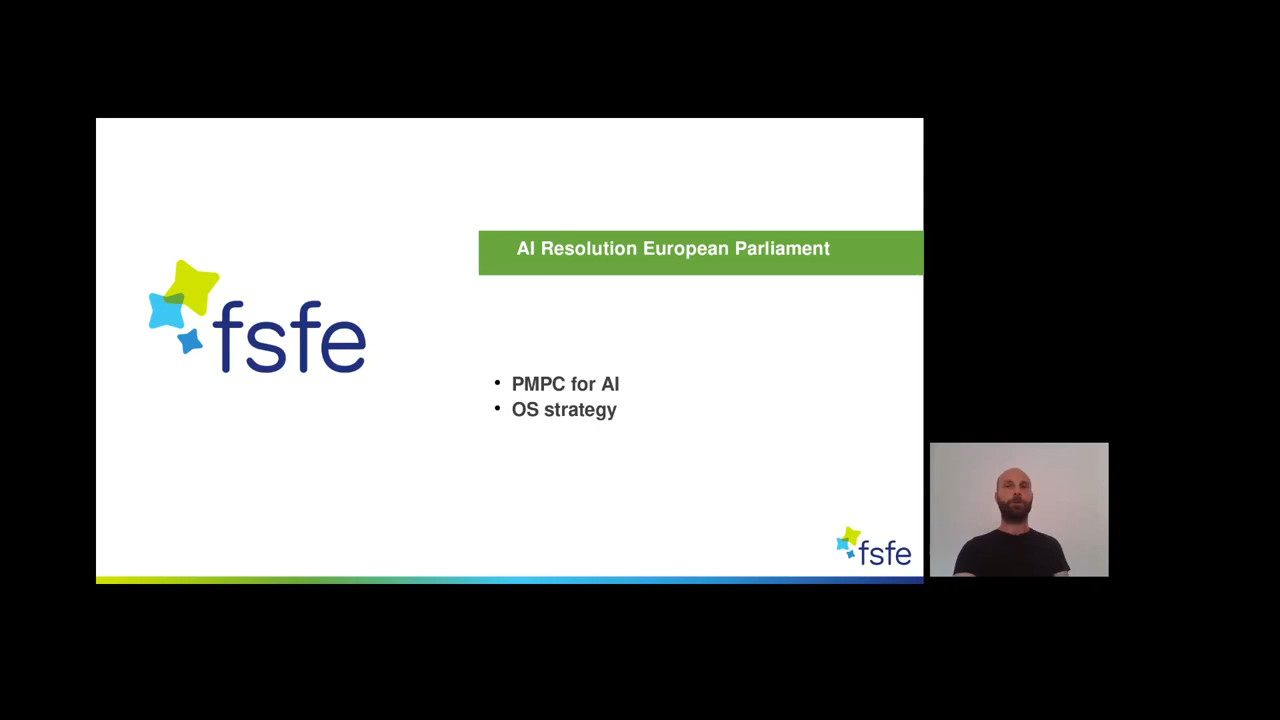 AI Resolution European Parliament
fsfe
• PMPC for AI
• OS strategy
fsfe